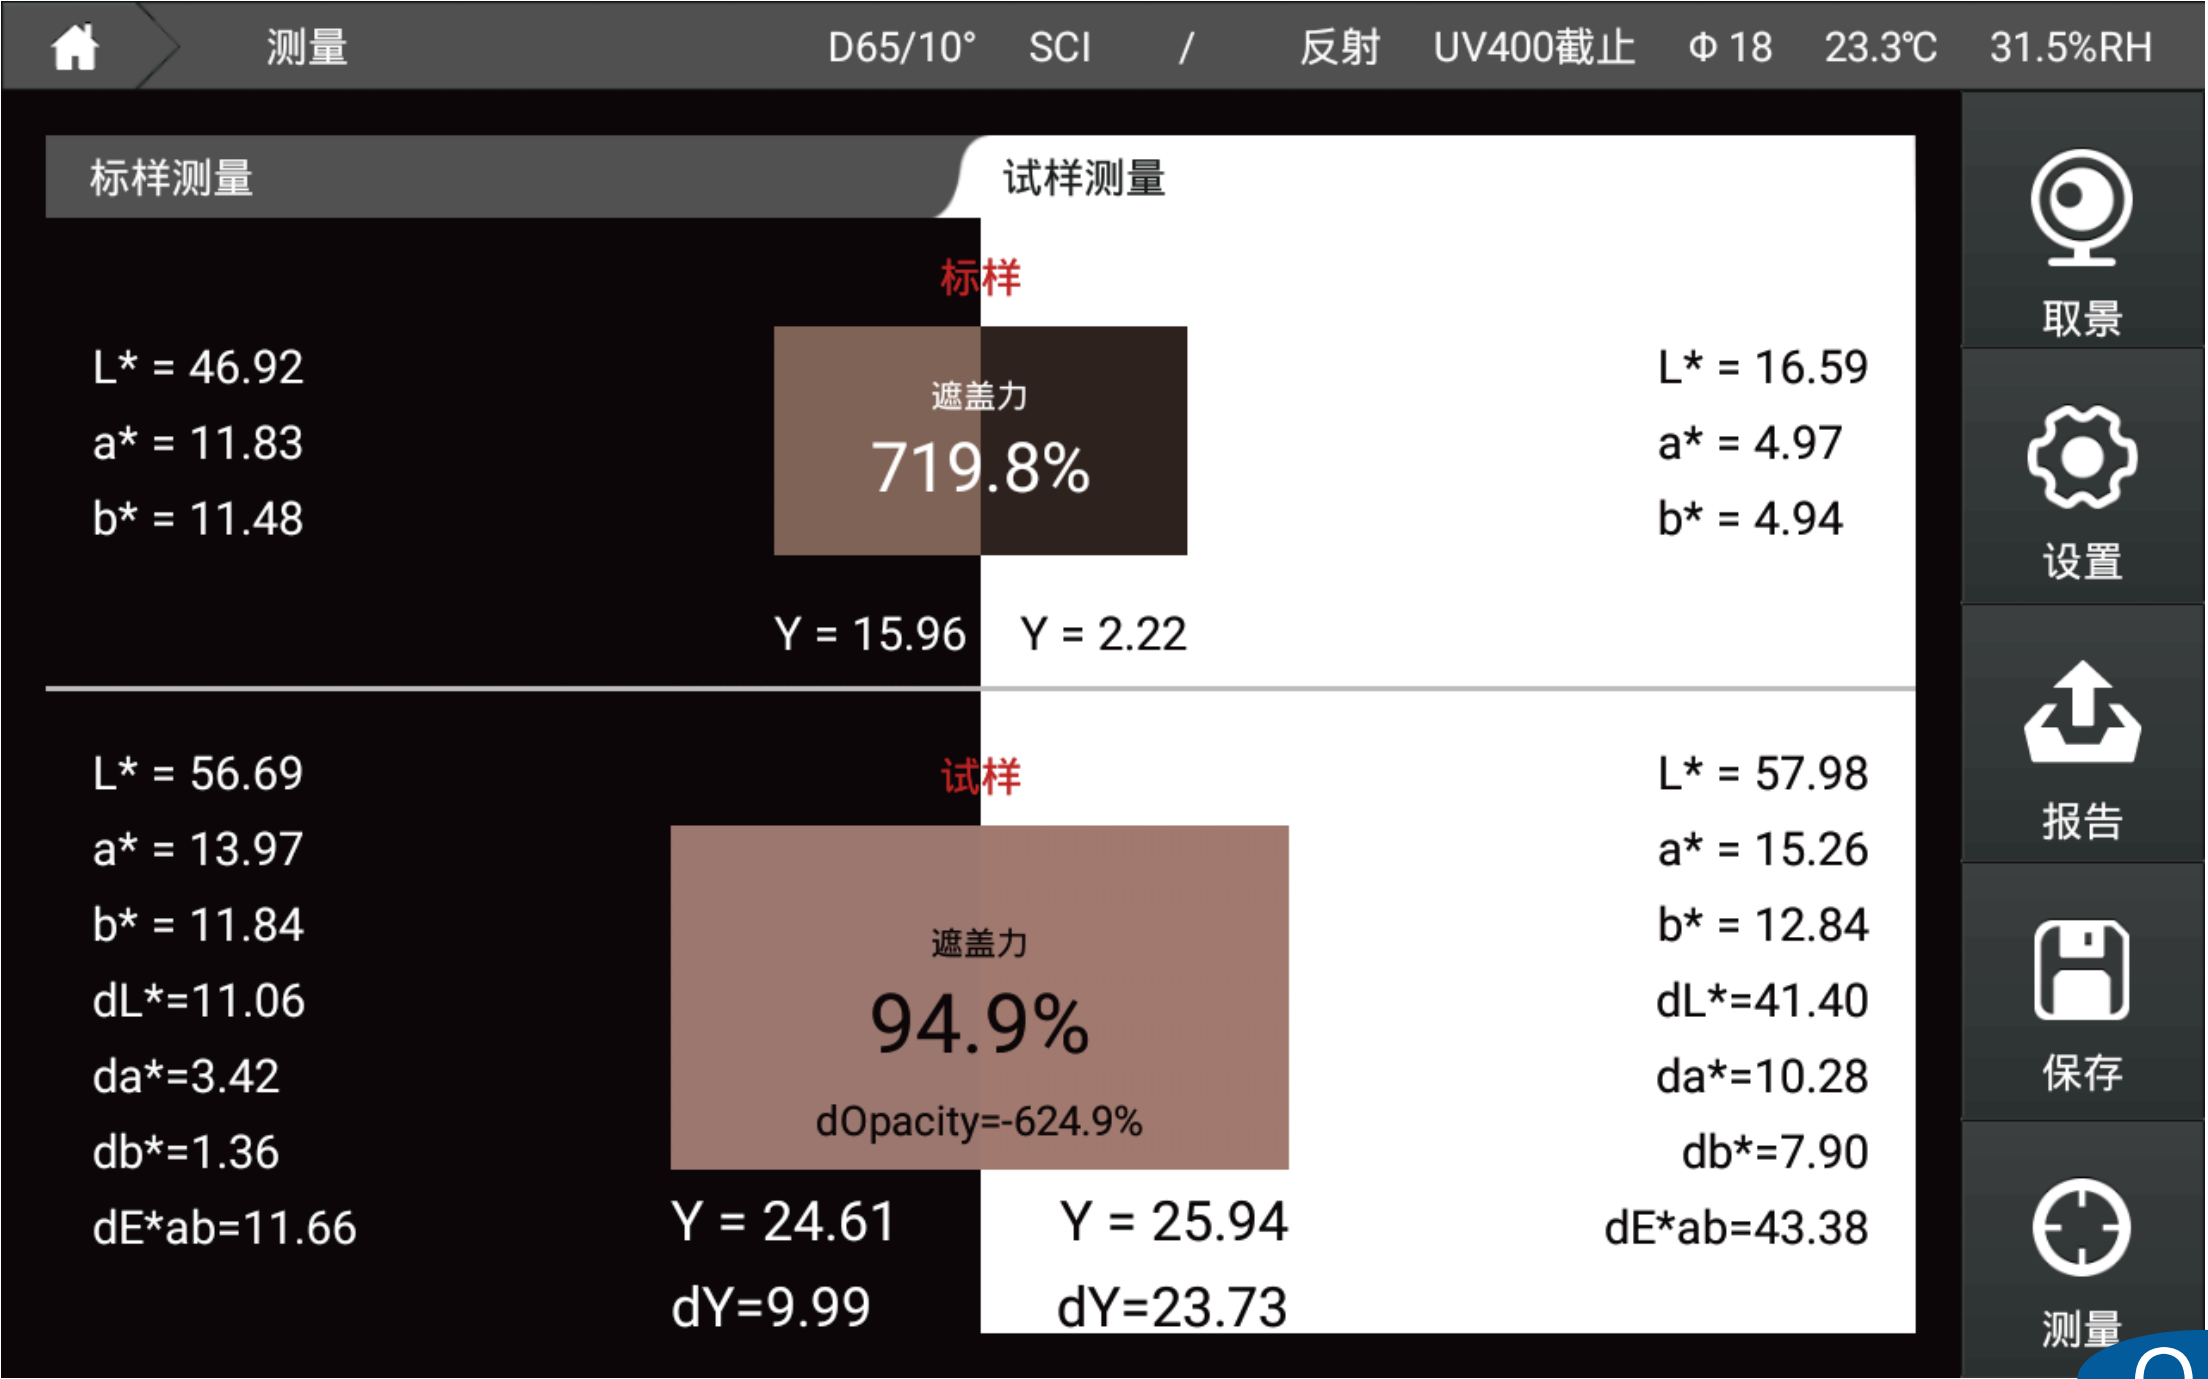 测量 D65/10° SCI / 反射 UV400截止 Φ 18 23.3℃ 31.5%RH
标样测量 试样测量
标样
L* = 46.92
a* = 11.83
b* = 11.48
遮盖力
719.8%
L* = 16.59
a* = 4.97
b* = 4.94
Y = 15.96 Y = 2.22
试样
L* = 56.69
a* = 13.97
b* = 11.84
dL*=11.06
da*=3.42
db*=1.36
dE*ab=11.66
遮盖力
94.9%
dOpacity=-624.9%
Y = 24.61 Y = 25.94
dY=9.99 dY=23.73
L* = 57.98
a* = 15.26
b* = 12.84
dL*=41.40
da*=10.28
db*=7.90
dE*ab=43.38
取景
设置
报告
保存
测量